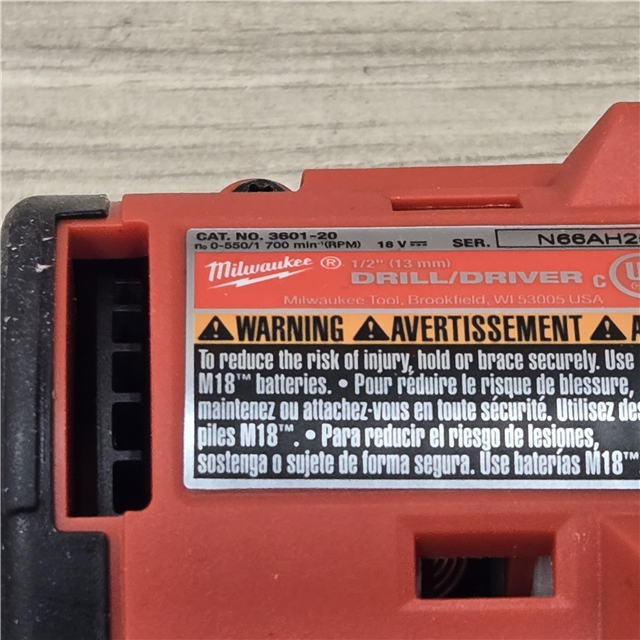 CAT. NO. 3601-20
n₀ 0-550/1 700 min⁻¹(RPM) 18 V⎓ SER. N66AH2
Milwaukee ® 1/2" (13 mm)
DRILL/DRIVER C
Milwaukee Tool, Brookfield, WI 53005 USA
WARNING AVERTISSEMENT A
To reduce the risk of injury, hold or brace securely. Use
M18™ batteries. • Pour réduire le risque de blessure,
maintenez ou attachez-vous en toute sécurité. Utilisez des
piles M18™. • Para reducir el riesgo de lesiones,
sostenga o sujete de forma segura. Use baterías M18™